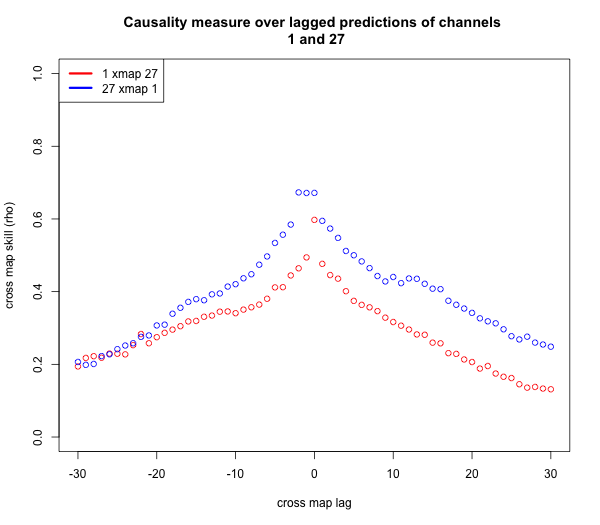 Causality measure over lagged predictions of channels
1 and 27
1 xmap 27
27 xmap 1
cross map skill (rho)
1.0
0.8
0.6
0.4
0.2
0.0
-30 -20 -10 0 10 20 30
cross map lag